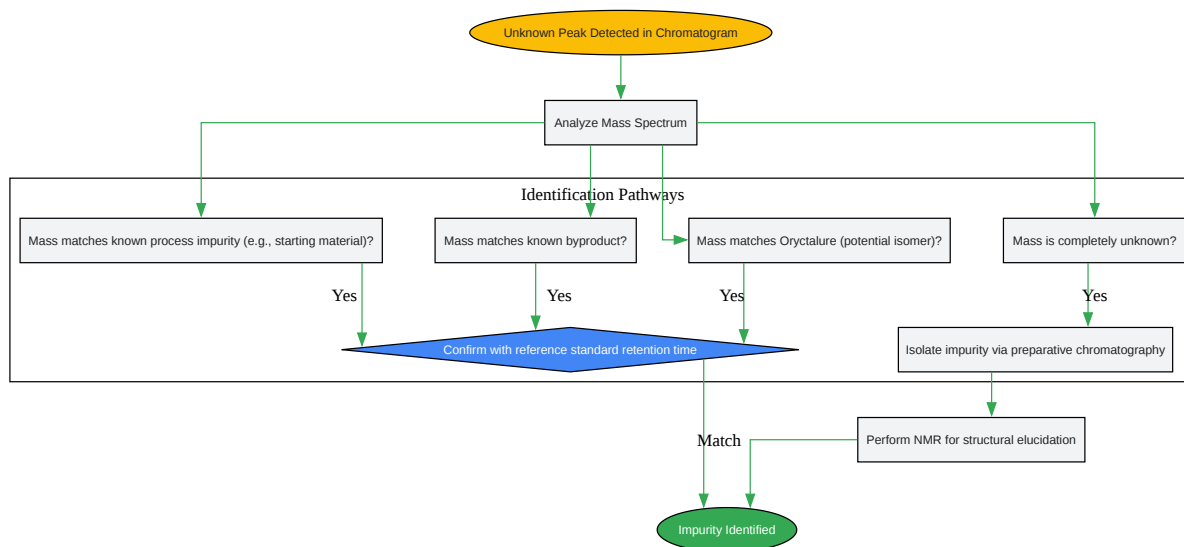 Unknown Peak Detected in Chromatogram
Analyze Mass Spectrum
Identification Pathways
Mass matches known process impurity (e.g., starting material)?
Mass matches known byproduct?
Mass matches Oryctalure (potential isomer)?
Mass is completely unknown?
Yes
Yes
Yes
Yes
Confirm with reference standard retention time
Isolate impurity via preparative chromatography
Match
Perform NMR for structural elucidation
Impurity Identified